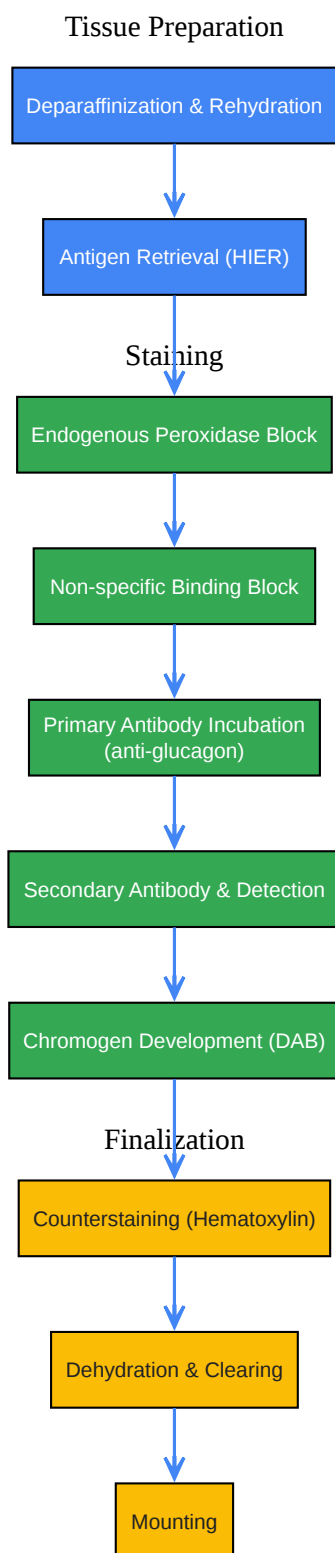 Tissue Preparation
Deparaffinization & Rehydration
Antigen Retrieval (HIER)
Staining
Endogenous Peroxidase Block
Non-specific Binding Block
Primary Antibody Incubation
(anti-glucagon)
Secondary Antibody & Detection
Chromogen Development (DAB)
Finalization
Counterstaining (Hematoxylin)
Dehydration & Clearing
Mounting